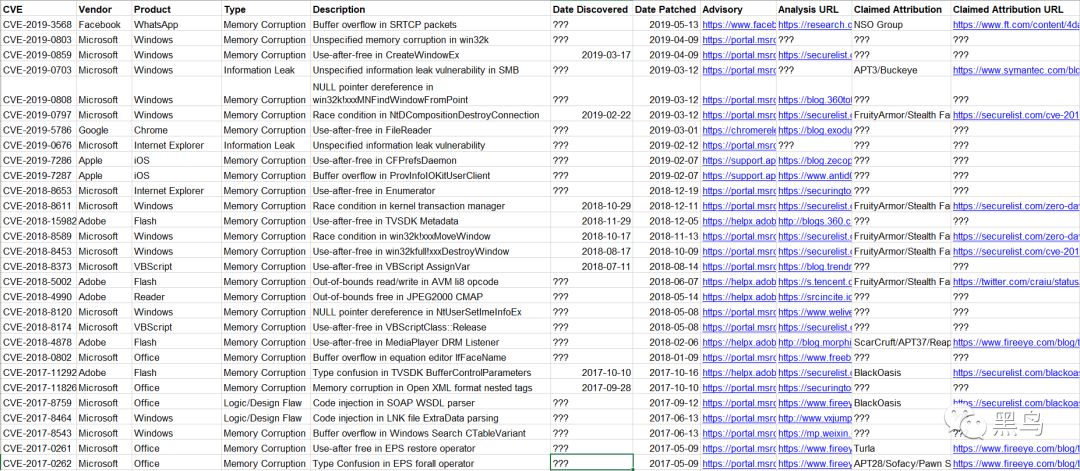 CVE Vendor Product Type Description Date Discovered Date Patched Advisory Analysis URL Claimed Attribution Claimed Attribution URL
CVE-2019-3568 Facebook WhatsApp Memory Corruption Buffer overflow in SRTCP packets ??? 2019-05-13 https://www.faceb https://research.c NSO Group https://www.ft.com/content/4da
CVE-2019-0803 Microsoft Windows Memory Corruption Unspecified memory corruption in win32k ??? 2019-04-09 https://portal.msrc ??? ??? ???
CVE-2019-0859 Microsoft Windows Memory Corruption Use-after-free in CreateWindowEx 2019-03-17 2019-04-09 https://portal.msrc https://securelist. ??? ???
CVE-2019-0703 Microsoft Windows Information Leak Unspecified information leak vulnerability in SMB ??? 2019-03-12 https://portal.msrc ??? APT3/Buckeye https://www.symantec.com/blc
NULL pointer dereference in
CVE-2019-0808 Microsoft Windows Memory Corruption win32k!xxxMNFindWindowFromPoint ??? 2019-03-12 https://portal.msrc https://blog.360tot ??? ???
CVE-2019-0797 Microsoft Windows Memory Corruption Race condition in NtDCompositionDestroyConnection 2019-02-22 2019-03-12 https://portal.msrc https://securelist. FruityArmor/Stealth Fa https://securelist.com/cve-201
CVE-2019-5786 Google Chrome Memory Corruption Use-after-free in FileReader ??? 2019-03-01 https://chromerele https://blog.exodu ??? ???
CVE-2019-0676 Microsoft Internet Explorer Information Leak Unspecified information leak vulnerability ??? 2019-02-12 https://portal.msrc ??? ??? ???
CVE-2019-7286 Apple iOS Memory Corruption Use-after-free in CFPrefsDaemon ??? 2019-02-07 https://support.ap https://blog.zecop ??? ???
CVE-2019-7287 Apple iOS Memory Corruption Buffer overflow in ProvInfoIOKitUserClient ??? 2019-02-07 https://support.ap https://www.antid0 ??? ???
CVE-2018-8653 Microsoft Internet Explorer Memory Corruption Use-after-free in Enumerator ??? 2018-12-19 https://portal.msrc https://securingto ??? ???
CVE-2018-8611 Microsoft Windows Memory Corruption Race condition in kernel transaction manager 2018-10-29 2018-12-11 https://portal.msrc https://securelist. FruityArmor/Stealth Fa https://securelist.com/zero-day
CVE-2018-15982 Adobe Flash Memory Corruption Use-after-free in TVSDK Metadata 2018-11-29 2018-12-05 https://helpx.adob http://blogs.360.c ??? ???
CVE-2018-8589 Microsoft Windows Memory Corruption Race condition in win32k!xxxMoveWindow 2018-10-17 2018-11-13 https://portal.msrc https://securelist. FruityArmor/Stealth Fa https://securelist.com/zero-day
CVE-2018-8453 Microsoft Windows Memory Corruption Use-after-free in win32kfull!xxxDestroyWindow 2018-08-17 2018-10-09 https://portal.msrc https://securelist. FruityArmor/Stealth Fa https://securelist.com/cve-201
CVE-2018-8373 Microsoft VBScript Memory Corruption Use-after-free in VBScript AssignVar 2018-07-11 2018-08-14 https://portal.msrc https://blog.trendr ??? ???
CVE-2018-5002 Adobe Flash Memory Corruption Out-of-bounds read/write in AVM li8 opcode ??? 2018-06-07 https://helpx.adob https://s.tencent.c FruityArmor/Stealth Fa https://twitter.com/craiu/status
CVE-2018-4990 Adobe Reader Memory Corruption Out-of-bounds free in JPEG2000 CMAP ??? 2018-05-14 https://helpx.adob https://srcincite.ic ??? ???
CVE-2018-8120 Microsoft Windows Memory Corruption NULL pointer dereference in NtUserSetImeInfoEx ??? 2018-05-08 https://portal.msrc https://www.welive ??? ???
CVE-2018-8174 Microsoft VBScript Memory Corruption Use-after-free in VBScriptClass::Release ??? 2018-05-08 https://portal.msrc https://securelist. ??? ???
CVE-2018-4878 Adobe Flash Memory Corruption Use-after-free in MediaPlayer DRM Listener ??? 2018-02-06 https://helpx.adob http://blog.morphi ScarCruft/APT37/Reap https://www.fireeye.com/blog/t
CVE-2018-0802 Microsoft Office Memory Corruption Buffer overflow in equation editor lfFaceName ??? 2018-01-09 https://portal.msrc https://www.freeb ??? ???
CVE-2017-11292 Adobe Flash Memory Corruption Type confusion in TVSDK BufferControlParameters 2017-10-10 2017-10-16 https://helpx.adob https://securelist. BlackOasis https://securelist.com/blackoas
CVE-2017-11826 Microsoft Office Memory Corruption Memory corruption in Open XML format nested tags 2017-09-28 2017-10-10 https://portal.msrc https://securingto ??? ???
CVE-2017-8759 Microsoft Office Logic/Design Flaw Code injection in SOAP WSDL parser ??? 2017-09-12 https://portal.msrc https://www.fireey BlackOasis https://securelist.com/blackoas
CVE-2017-8464 Microsoft Windows Logic/Design Flaw Code injection in LNK file ExtraData parsing ??? 2017-06-13 https://portal.msrc http://www.vxjump ??? ???
CVE-2017-8543 Microsoft Windows Memory Corruption Buffer overflow in Windows Search CTableVariant ??? 2017-06-13 https://portal.msrc https://mp.weixin. ??? ???
CVE-2017-0261 Microsoft Office Memory Corruption Use-after free in EPS restore operator ??? 2017-05-09 https://portal.msrc https://www.fireey Turla https://www.fireeye.com/blog/t
CVE-2017-0262 Microsoft Office Memory Corruption Type Confusion in EPS forall operator ??? 2017-05-09 https://portal.msrc https://www.fireey APT28/Sofacy/Pawn S https://www.fireeye.com/blog/t
黑鸟